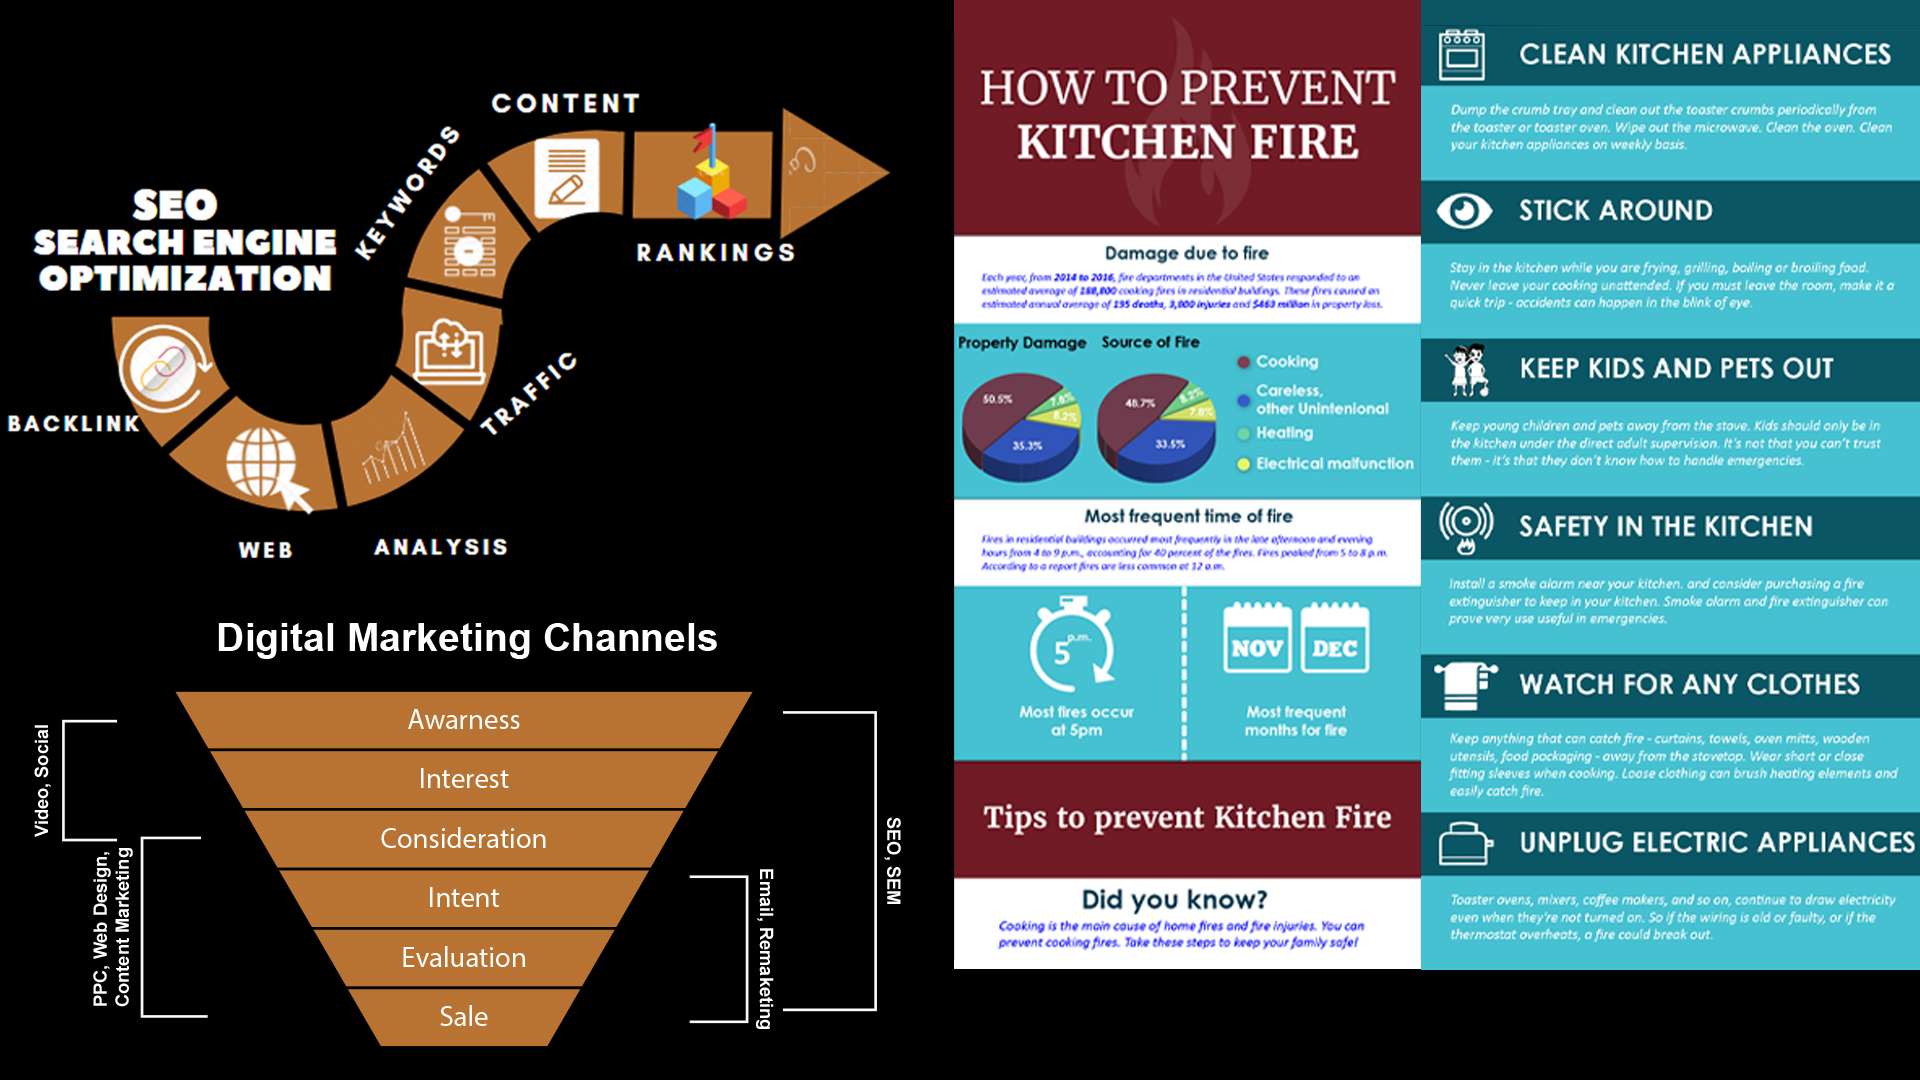 SEO
SEARCH ENGINE
OPTIMIZATION
BACKLINK
WEB
ANALYSIS
TRAFFIC
KEYWORDS
CONTENT
RANKINGS
Digital Marketing Channels
Awarness
Interest
Consideration
Intent
Evaluation
Sale
Video, Social
PPC, Web Design,
Content Marketing
Email, Remaketing
SEO, SEM
HOW TO PREVENT
KITCHEN FIRE
Damage due to fire
Each year, from 2014 to 2016, fire departments in the United States responded to an
estimated average of 188,800 cooking fires in residential buildings. These fires caused an
estimated annual average of 195 deaths, 3,800 injuries and $463 million in property loss.
Property Damage Source of Fire
50.5%
7.8%
8.2%
35.3%
48.7%
8.2%
7.8%
33.5%
Cooking
Careless,
other Unintenional
Heating
Electrical malfunction
Most frequent time of fire
Fires in residential buildings occurred most frequently in the late afternoon and evening
hours from 4 to 9 p.m., accounting for 40 percent of the fires. Fires peaked from 5 to 8 p.m.
According to a report fires are less common at 12 a.m.
5 p.m.
Most fires occur
at 5pm
NOV DEC
Most frequent
months for fire
Tips to prevent Kitchen Fire
Did you know?
Cooking is the main cause of home fires and fire injuries. You can
prevent cooking fires. Take these steps to keep your family safe!
CLEAN KITCHEN APPLIANCES
Dump the crumb tray and clean out the toaster crumbs periodically from
the toaster or toaster oven. Wipe out the microwave. Clean the oven. Clean
your kitchen appliances on weekly basis.
STICK AROUND
Stay in the kitchen while you are frying, grilling, boiling or broiling food.
Never leave your cooking unattended. If you must leave the room, make it a
quick trip - accidents can happen in the blink of eye.
KEEP KIDS AND PETS OUT
Keep young children and pets away from the stove. Kids should only be in
the kitchen under the direct adult supervision. It's not that you can't trust
them - it's that they don't know how to handle emergencies.
SAFETY IN THE KITCHEN
Install a smoke alarm near your kitchen. and consider purchasing a fire
extinguisher to keep in your kitchen. Smoke alarm and fire extinguisher can
prove very use useful in emergencies.
WATCH FOR ANY CLOTHES
Keep anything that can catch fire - curtains, towels, oven mitts, wooden
utensils, food packaging - away from the stovetop. Wear short or close
fitting sleeves when cooking. Loose clothing can brush heating elements and
easily catch fire.
UNPLUG ELECTRIC APPLIANCES
Toaster ovens, mixers, coffee makers, and so on, continue to draw electricity
even when they're not turned on. So if the wiring is old or faulty, or if the
thermostat overheats, a fire could break out.